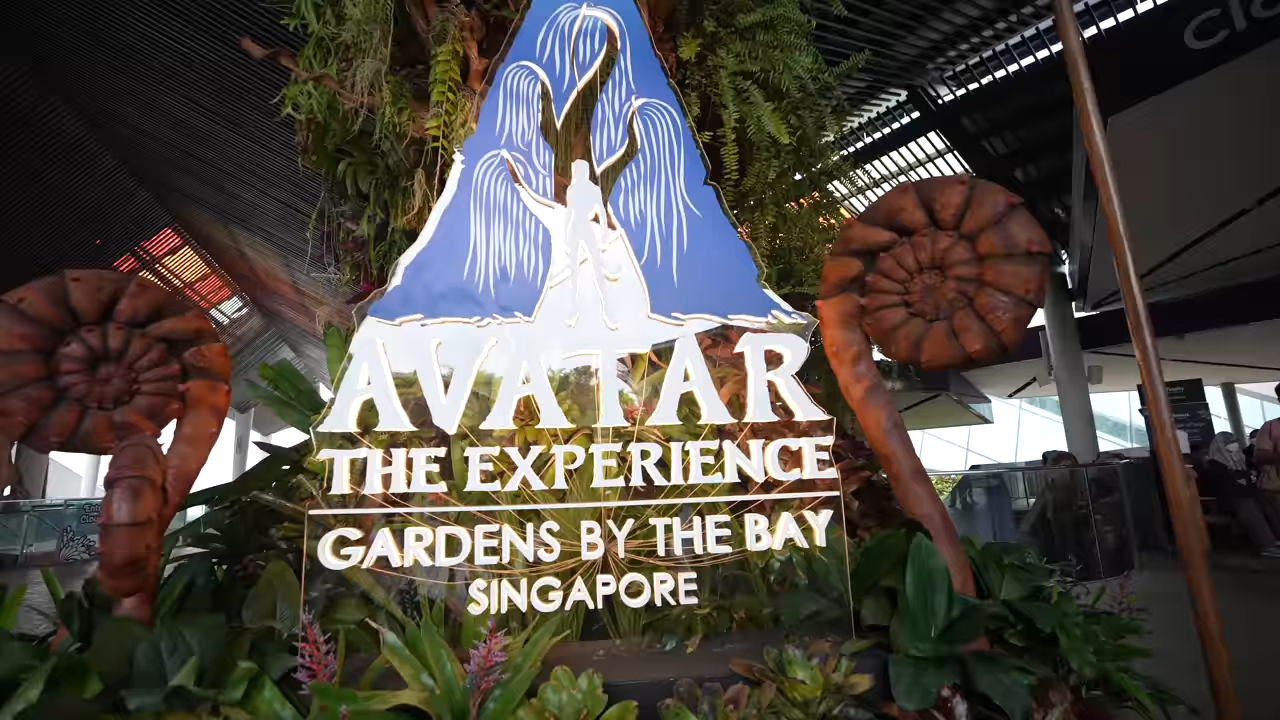 AVATAR
THE EXPERIENCE
GARDENS BY THE BAY
SINGAPORE